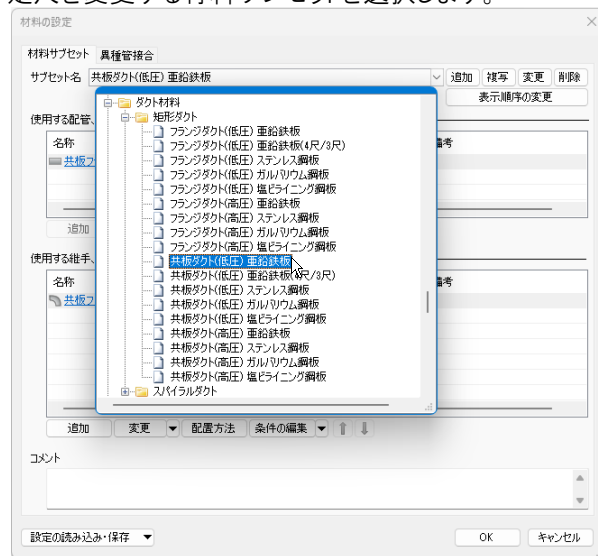 定尺を変更する材料サブセットを選択します。
材料の設定
材料サブセット 異種管接合
サブセット名 共板ダクト(低圧) 亜鉛鉄板 追加 複写 変更 削除
表示順序の変更
ダクト材料
矩形ダクト
フランジダクト(低圧) 亜鉛鉄板
フランジダクト(低圧) 亜鉛鉄板(4尺/3尺)
フランジダクト(低圧) ステンレス鋼板
フランジダクト(低圧) ガルバリウム鋼板
フランジダクト(低圧) 塩ビライニング鋼板
フランジダクト(高圧) 亜鉛鉄板
フランジダクト(高圧) ステンレス鋼板
フランジダクト(高圧) ガルバリウム鋼板
フランジダクト(高圧) 塩ビライニング鋼板
共板ダクト(低圧) 亜鉛鉄板
共板ダクト(低圧) 亜鉛鉄板(4尺/3尺)
共板ダクト(低圧) ステンレス鋼板
共板ダクト(低圧) ガルバリウム鋼板
共板ダクト(低圧) 塩ビライニング鋼板
共板ダクト(高圧) 亜鉛鉄板
共板ダクト(高圧) ステンレス鋼板
共板ダクト(高圧) ガルバリウム鋼板
共板ダクト(高圧) 塩ビライニング鋼板
スパイラルダクト
使用する配管、
名称 備考
共板フ
追加
使用する継手、
名称 備考
共板フ
追加 変更 配置方法 条件の編集
コメント
設定の読み込み・保存 OK キャンセル